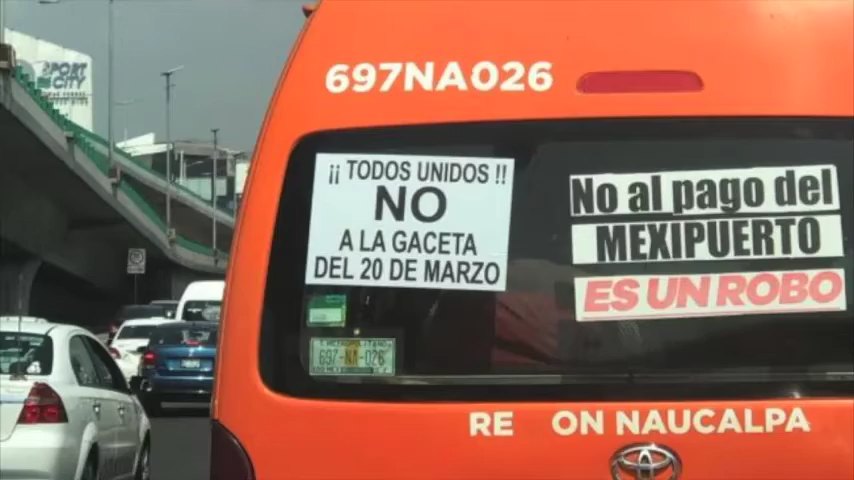 PORT
CITY
697NA026
¡¡ TODOS UNIDOS !!
NO
A LA GACETA
DEL 20 DE MARZO
No al pago del
MEXIPUERTO
ES UN ROBO
697-NA-026
RE ON NAUCALPA